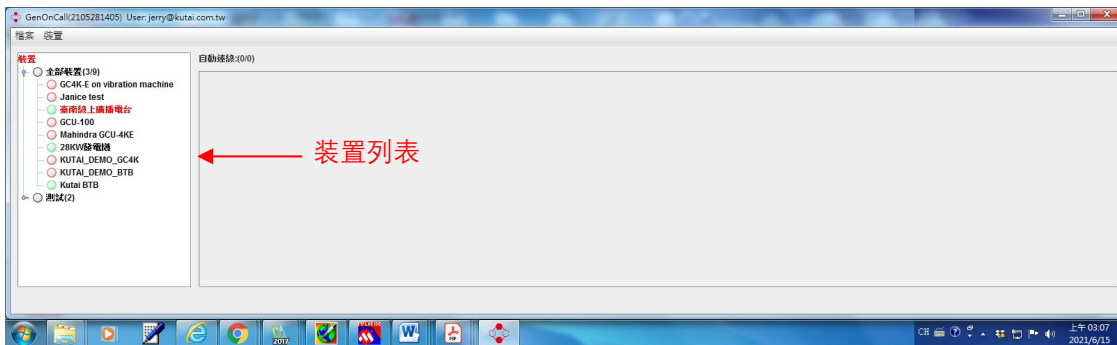 GenOnCall(2105281405) User: jerry@kutai.com.tw
檔案 裝置
裝置
全部裝置(3/9)
GC4K-E on vibration machine
Janice test
臺南線上廣播電台
GCU-100
Mahindra GCU-4KE
28KW發電機
KUTAI_DEMO_GC4K
KUTAI_DEMO_BTB
Kutai BTB
測試(2)
自動連線:(0/0)
装置列表
2017
CH
上午 03:07
2021/6/15